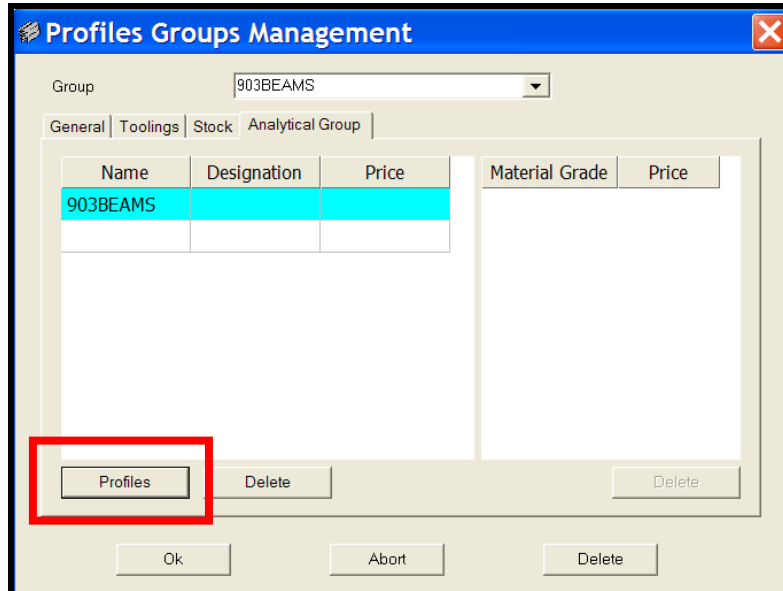 Profiles Groups Management
Group 903BEAMS
General Toolings Stock Analytical Group
Name Designation Price Material Grade Price
903BEAMS
Profiles Delete Delete
Ok Abort Delete